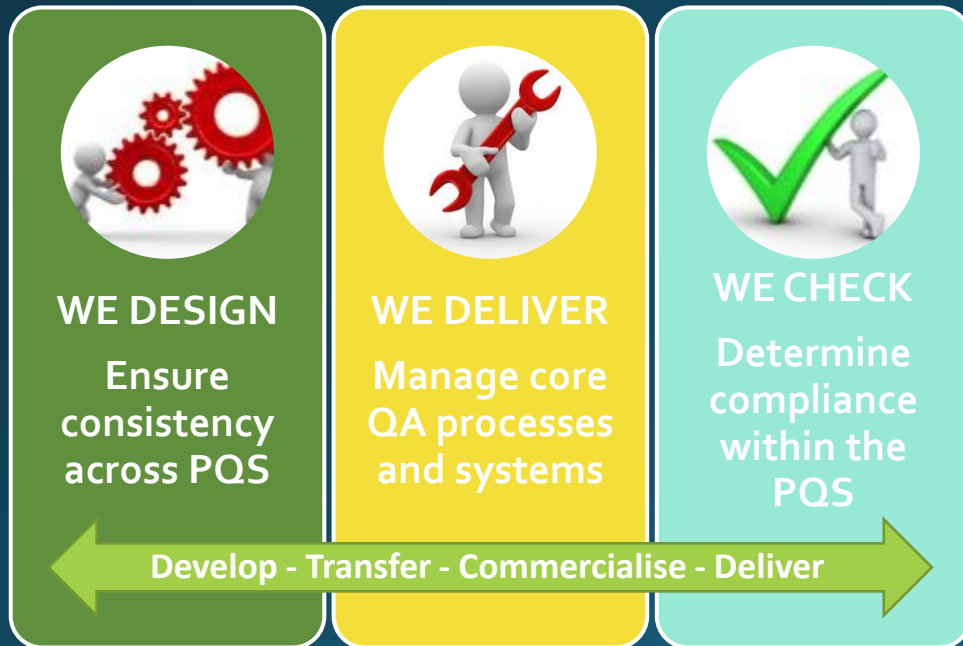 WE DESIGN
Ensure
consistency
across PQS
WE DELIVER
Manage core
QA processes
and systems
WE CHECK
Determine
compliance
within the
PQS
Develop - Transfer - Commercialise - Deliver